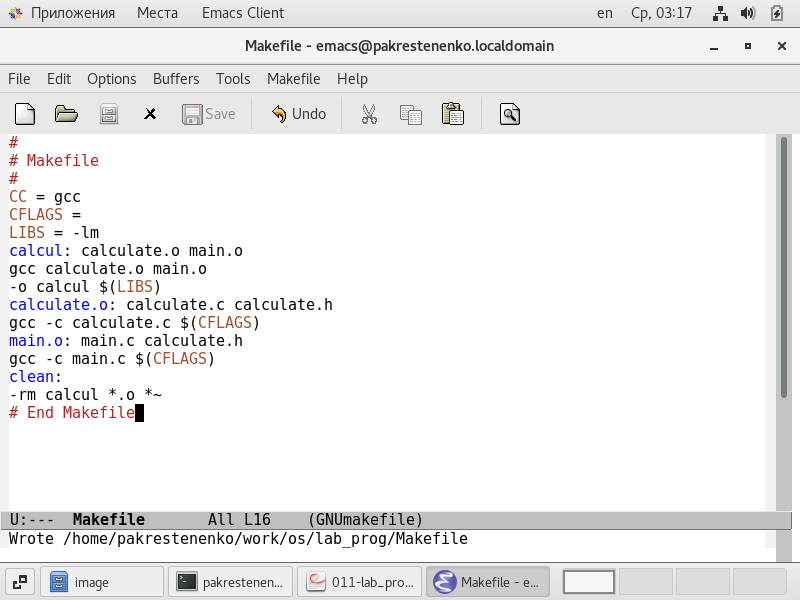 Приложения Места Emacs Client en Ср, 03:17
Makefile - emacs@pakrestenenko.localdomain
File Edit Options Buffers Tools Makefile Help
Save Undo
#
# Makefile
#
CC = gcc
CFLAGS =
LIBS = -lm
calcul: calculate.o main.o
gcc calculate.o main.o
-o calcul $(LIBS)
calculate.o: calculate.c calculate.h
gcc -c calculate.c $(CFLAGS)
main.o: main.c calculate.h
gcc -c main.c $(CFLAGS)
clean:
-rm calcul *.o *~
# End Makefile
U:--- Makefile All L16 (GNUmakefile)
Wrote /home/pakrestenenko/work/os/lab_prog/Makefile
image pakrestenen... 011-lab_pro... Makefile - e...